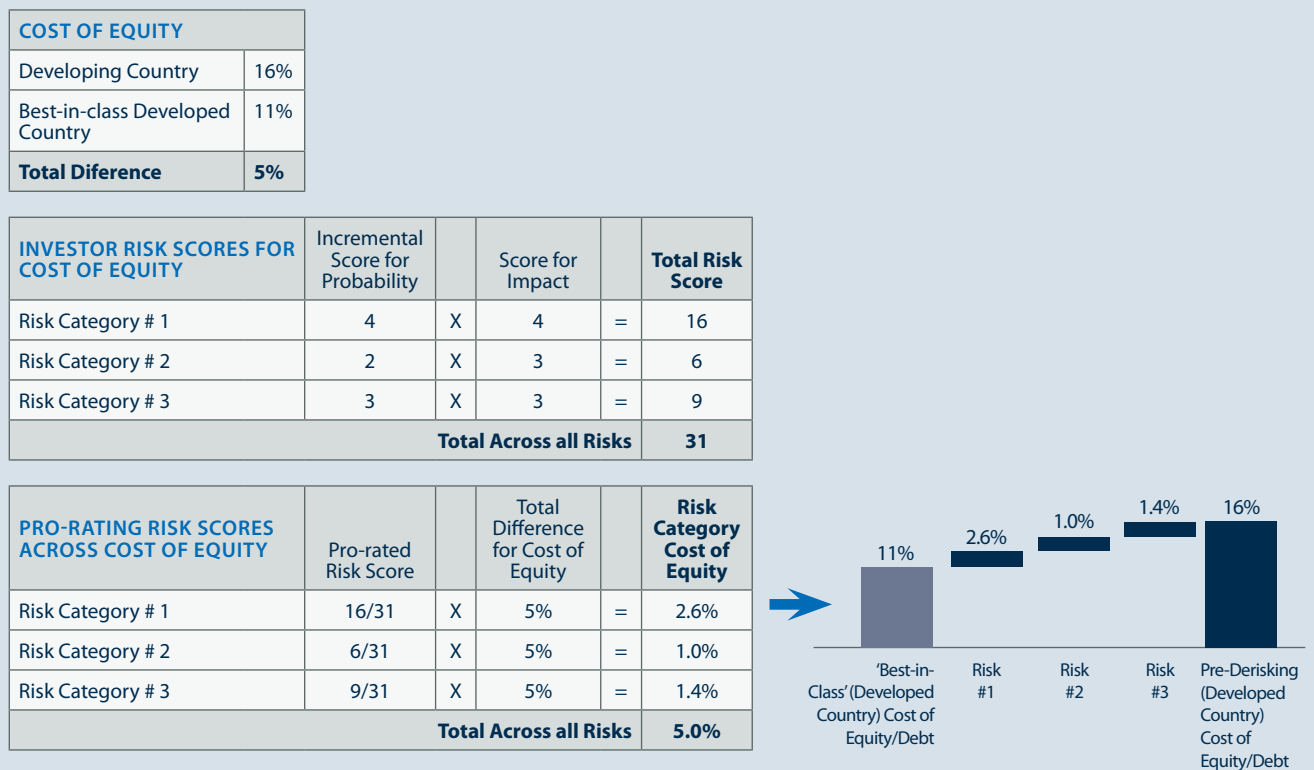 COST OF EQUITY
Developing Country 16%
Best-in-class Developed 11%
Country
Total Diference 5%
INVESTOR RISK SCORES FOR
COST OF EQUITY
Incremental
Score for
Probability
Score for
Impact
Total Risk
Score
Risk Category # 1 4 X 4 = 16
Risk Category # 2 2 X 3 = 6
Risk Category # 3 3 X 3 = 9
Total Across all Risks 31
PRO-RATING RISK SCORES
ACROSS COST OF EQUITY
Pro-rated
Risk Score
Total
Difference
for Cost of
Equity
Risk
Category
Cost of
Equity
Risk Category # 1 16/31 X 5% = 2.6%
Risk Category # 2 6/31 X 5% = 1.0%
Risk Category # 3 9/31 X 5% = 1.4%
Total Across all Risks 5.0%
11%
2.6%
1.0%
1.4%
16%
'Best-in-
Class'(Developed
Country) Cost of
Equity/Debt
Risk
#1
Risk
#2
Risk
#3
Pre-Derisking
(Developed
Country)
Cost of
Equity/Debt